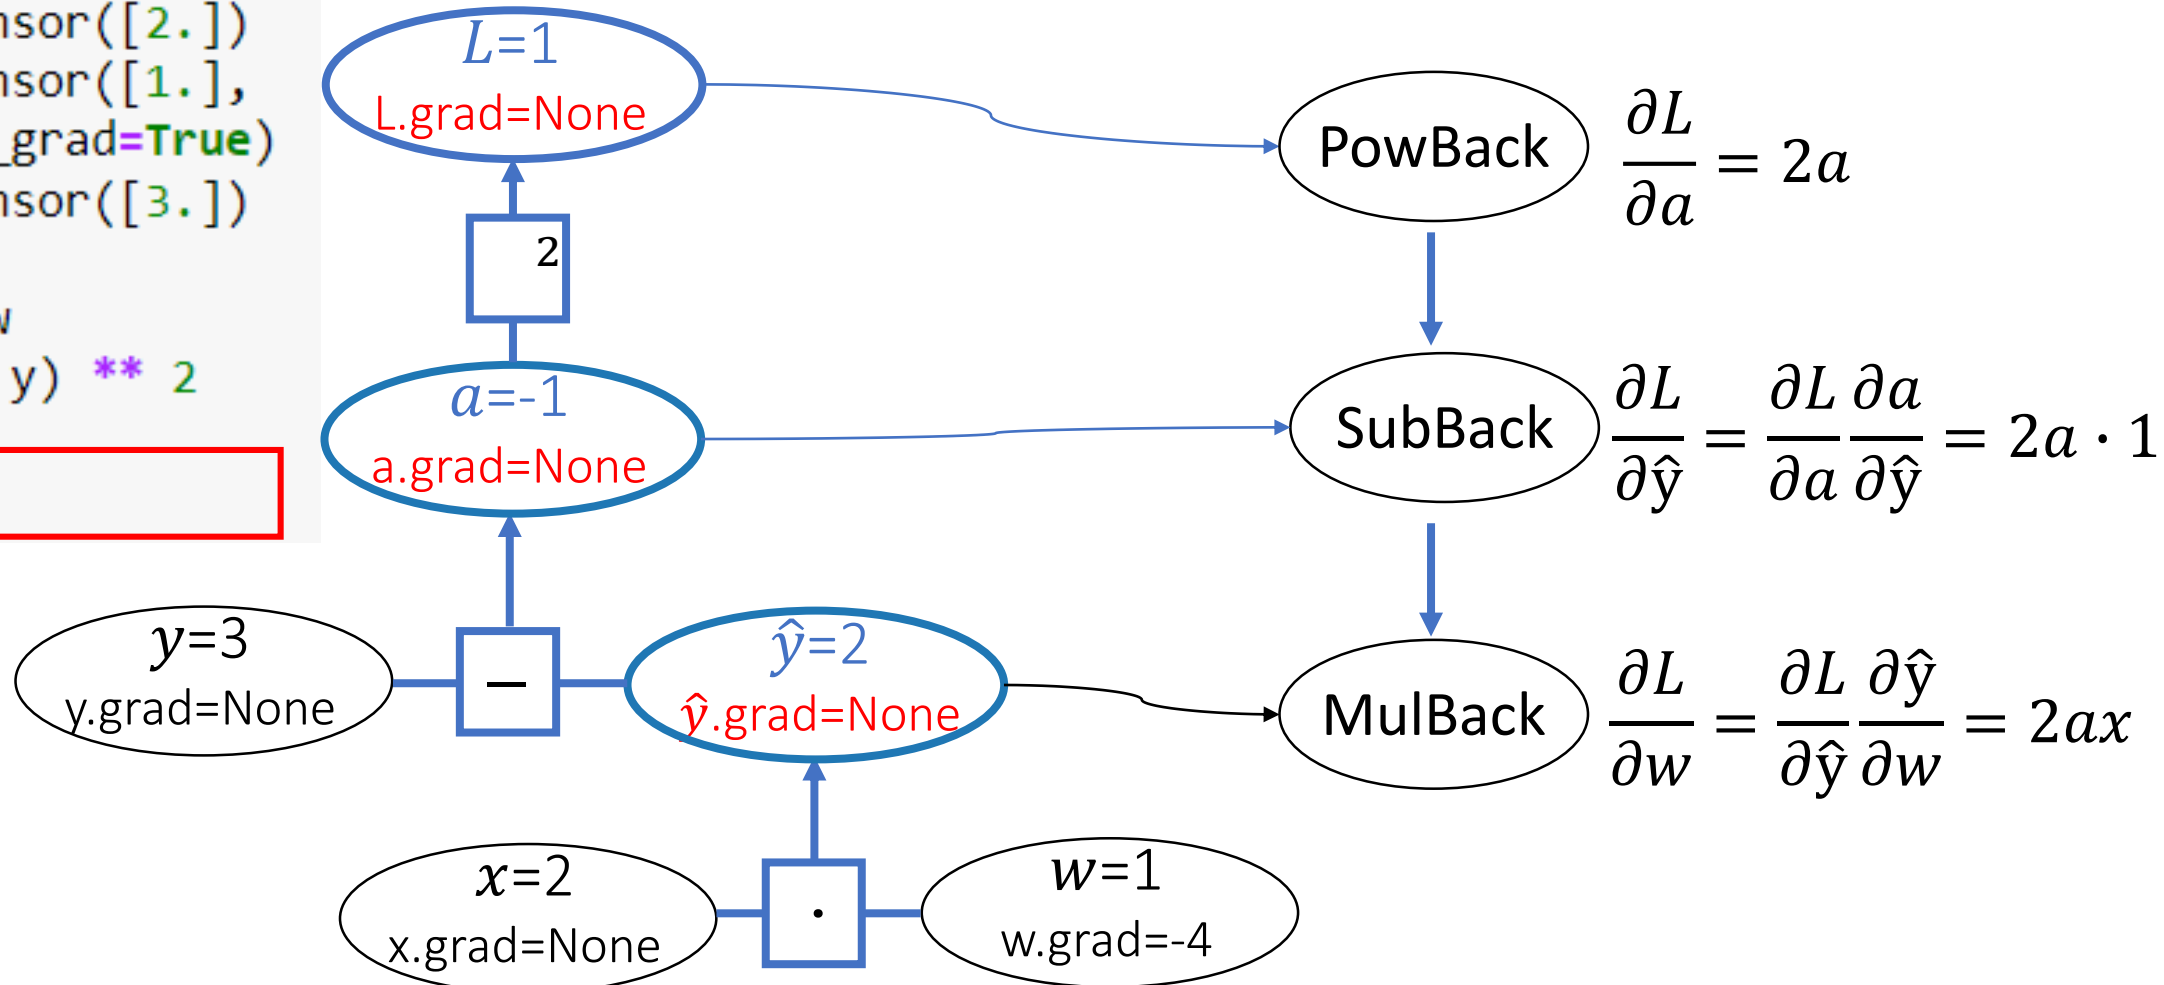 nsor([2.])
nsor([1.],
_grad=True)
nsor([3.])
w
y) ** 2
L=1
L.grad=None
2
a=-1
a.grad=None
y=3
y.grad=None
−
ŷ=2
ŷ.grad=None
x=2
x.grad=None
·
w=1
w.grad=-4
PowBack
∂L/∂a = 2a
SubBack
∂L/∂ŷ = ∂L/∂a ∂a/∂ŷ = 2a · 1
MulBack
∂L/∂w = ∂L/∂ŷ ∂ŷ/∂w = 2ax